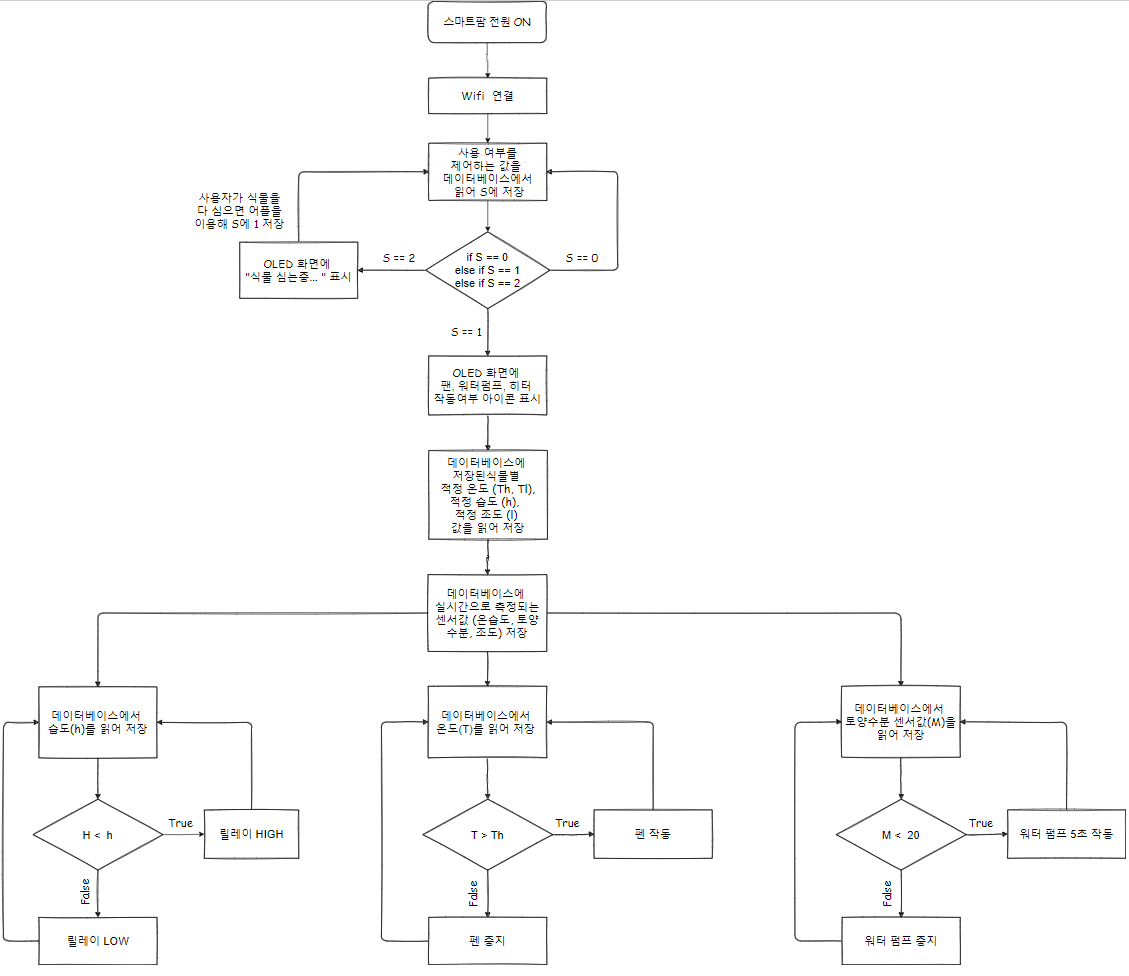 스마트팜 전원 ON
Wifi 연결
사용 여부를
제어하는 값을
데이터베이스에서
읽어 S에 저장
사용자가 식물을
다 심으면 어플을
이용해 S에 1 저장
OLED 화면에
"식물 심는중... " 표시
S == 2
if S == 0
else if S == 1
else if S == 2
S == 0
S == 1
OLED 화면에
팬, 워터펌프, 히터
작동여부 아이콘 표시
데이터베이스에
저장된식물별
적정 온도 (Th, Tl),
적정 습도 (h),
적정 조도 (l)
값을 읽어 저장
데이터베이스에
실시간으로 측정되는
센서값 (온습도, 토양
수분, 조도) 저장
데이터베이스에서
습도(h)를 읽어 저장
H < h
True
릴레이 HIGH
False
릴레이 LOW
데이터베이스에서
온도(T)를 읽어 저장
T > Th
True
펜 작동
False
펜 중지
데이터베이스에서
토양수분 센서값(M)을
읽어 저장
M < 20
True
워터 펌프 5초 작동
False
워터 펌프 중지